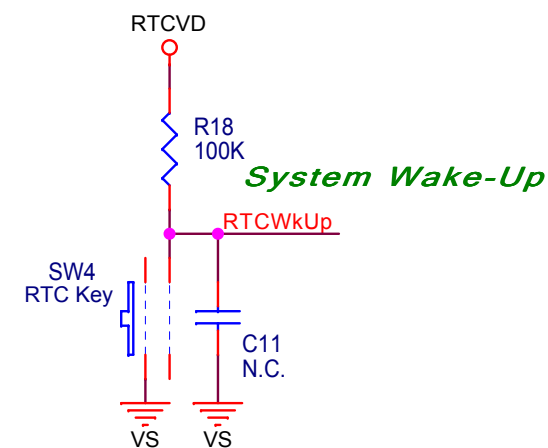 RTCVD
R18
100K
System Wake-Up
RTCWkUp
SW4
RTC Key
C11
N.C.
VS
VS